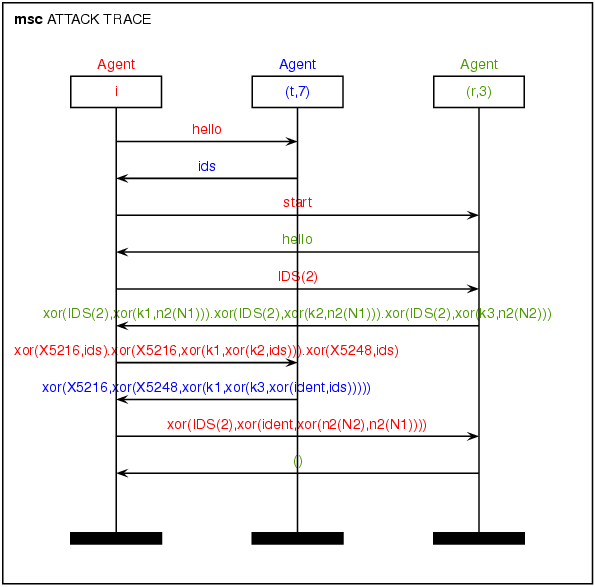 msc ATTACK TRACE
Agent Agent Agent
i (t,7) (r,3)
hello
ids
start
hello
IDS(2)
xor(IDS(2),xor(k1,n2(N1))).xor(IDS(2),xor(k2,n2(N1))).xor(IDS(2),xor(k3,n2(N2)))
xor(X5216,ids).xor(X5216,xor(k1,xor(k2,ids))).xor(X5248,ids)
xor(X5216,xor(X5248,xor(k1,xor(k3,xor(ident,ids)))))
xor(IDS(2),xor(ident,xor(n2(N2),n2(N1))))
()